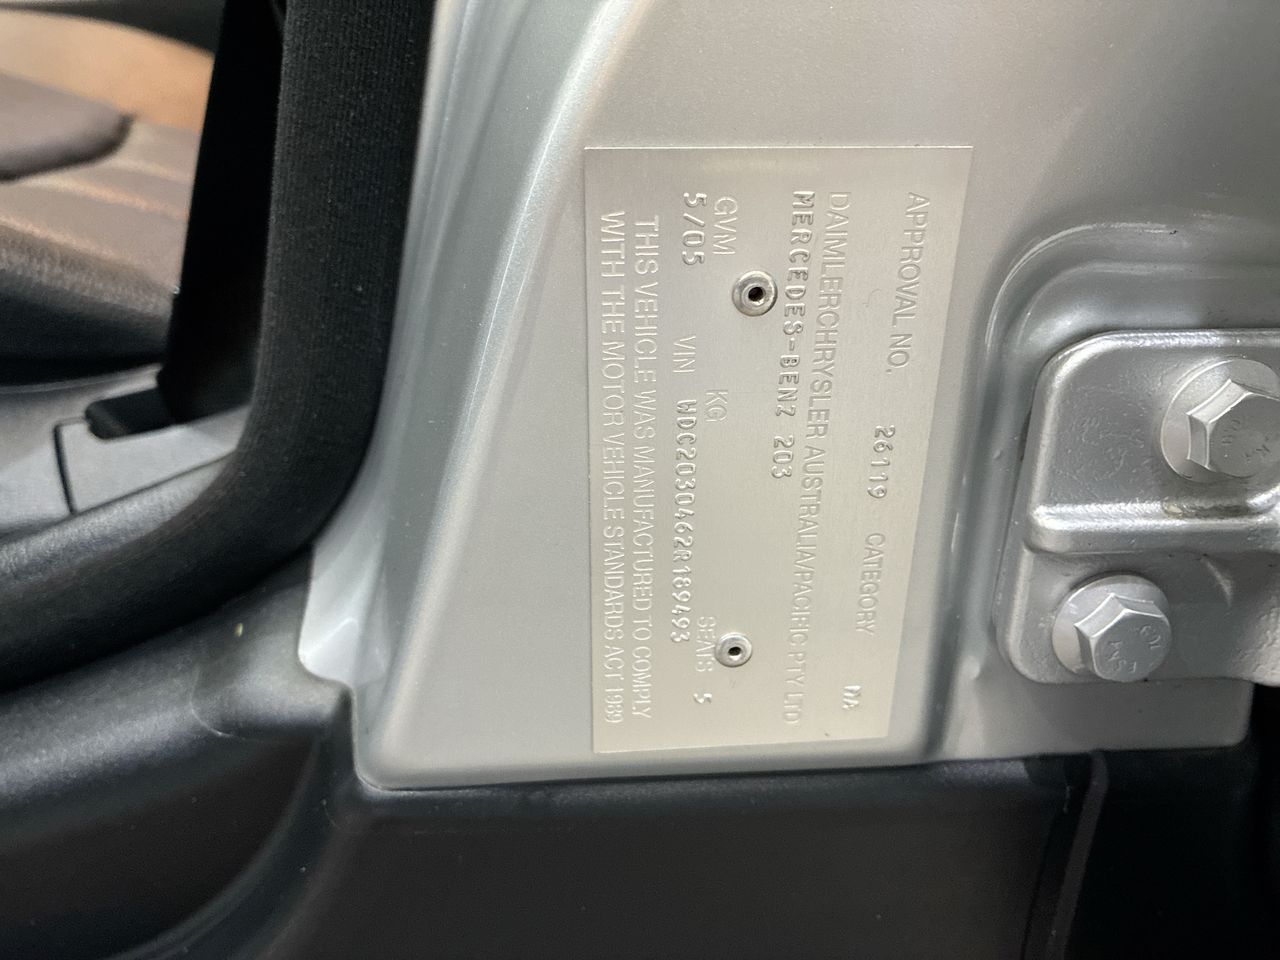 APPROVAL NO. 26119 CATEGORY MA
DAIMLERCHRYSLER AUSTRALIA/PACIFIC PTY LTD
MERCEDES-BENZ 203
GVM KG SEATS 5
5/05 VIN WDC2030462R189493
THIS VEHICLE WAS MANUFACTURED TO COMPLY
WITH THE MOTOR VEHICLE STANDARDS ACT 1989